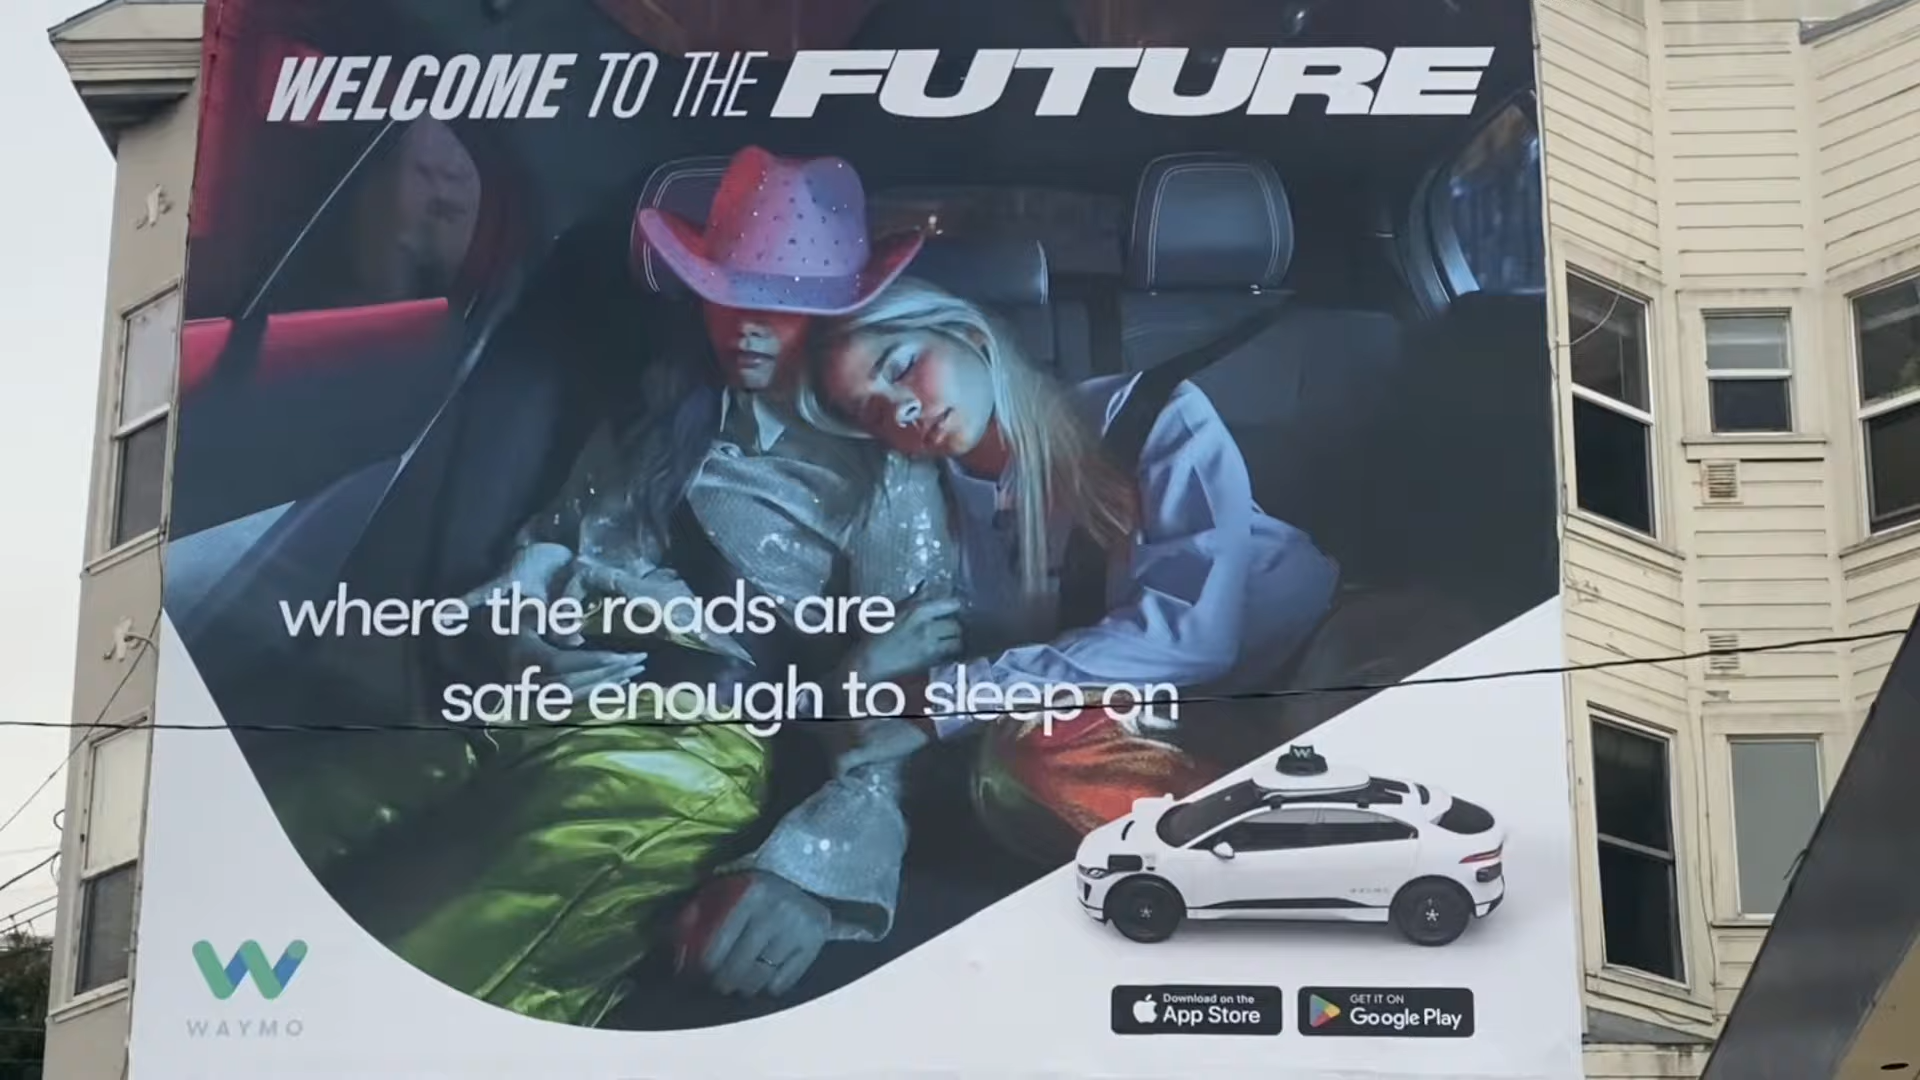 WELCOME TO THE FUTURE
where the roads are
safe enough to sleep on
W
WAYMO
WAYMO
Download on the
App Store
GET IT ON
Google Play